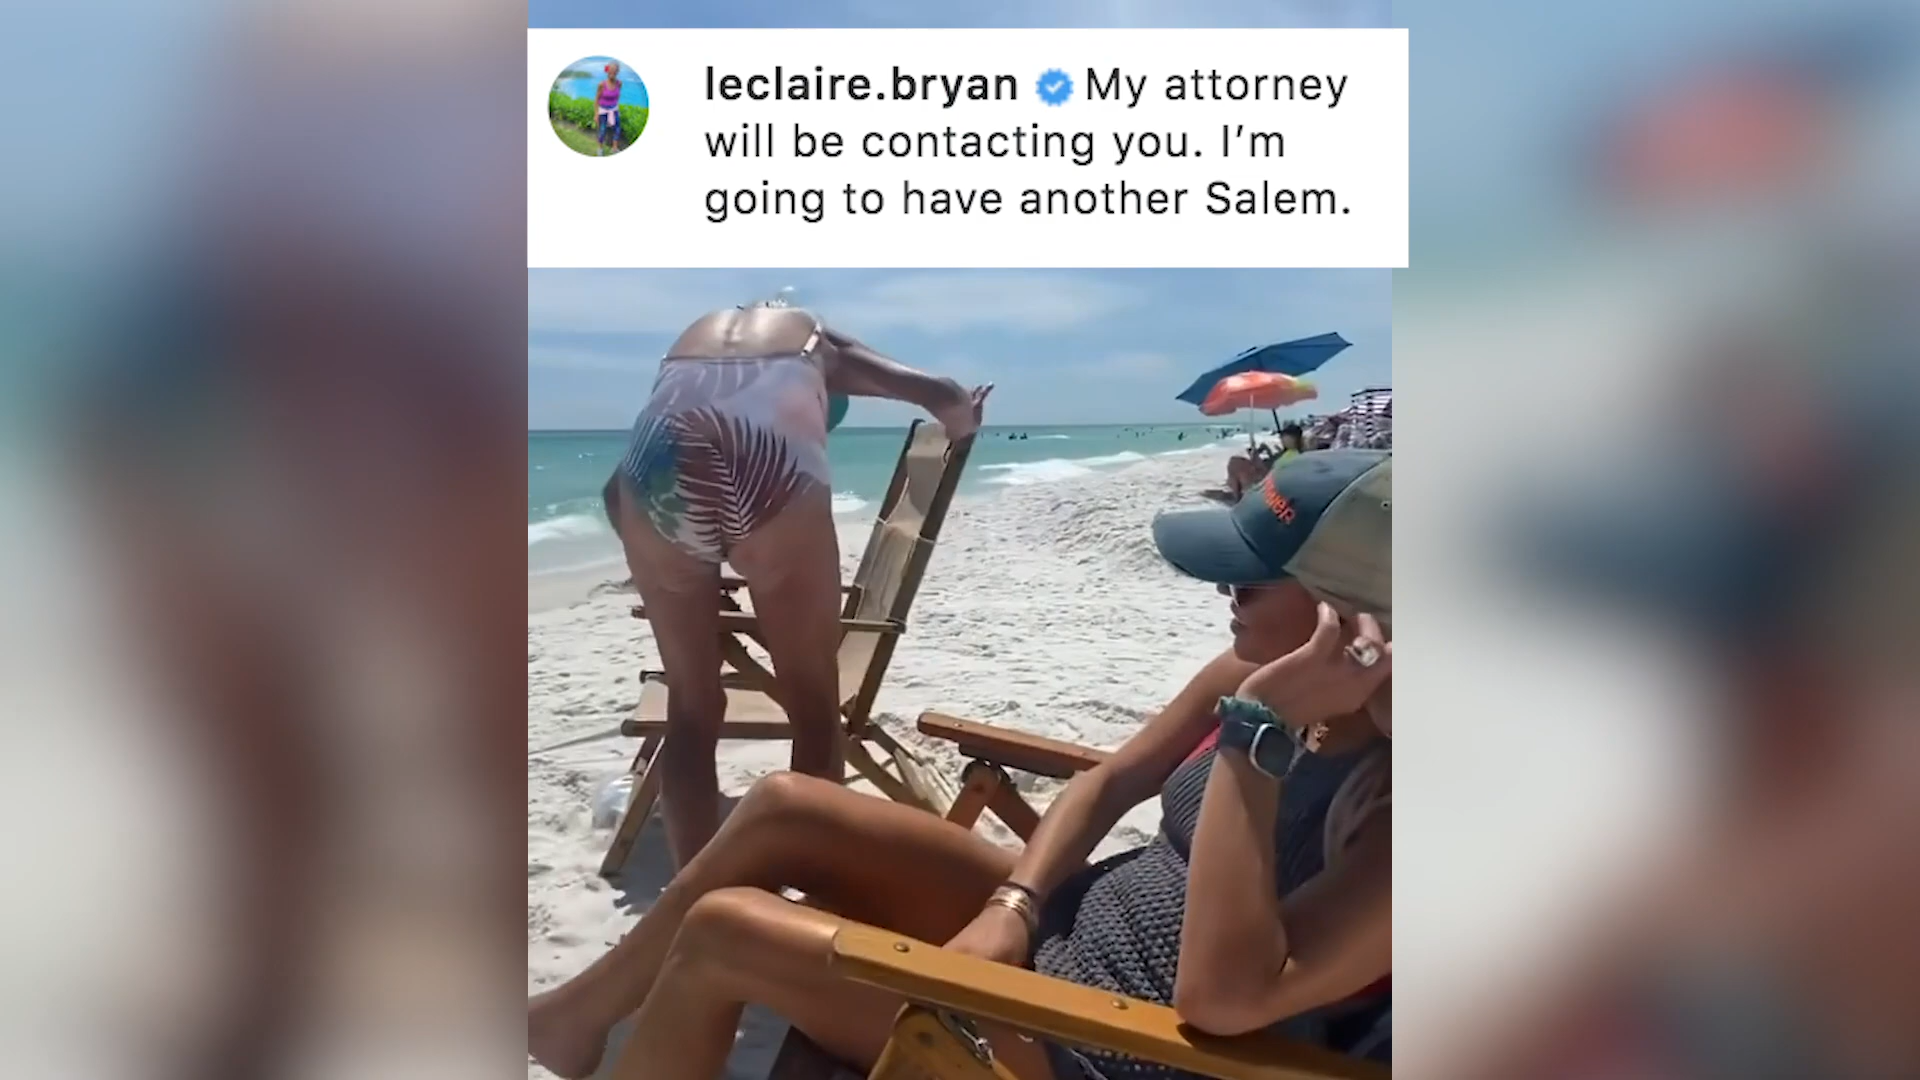 leclaire.bryan My attorney
will be contacting you. I’m
going to have another Salem.